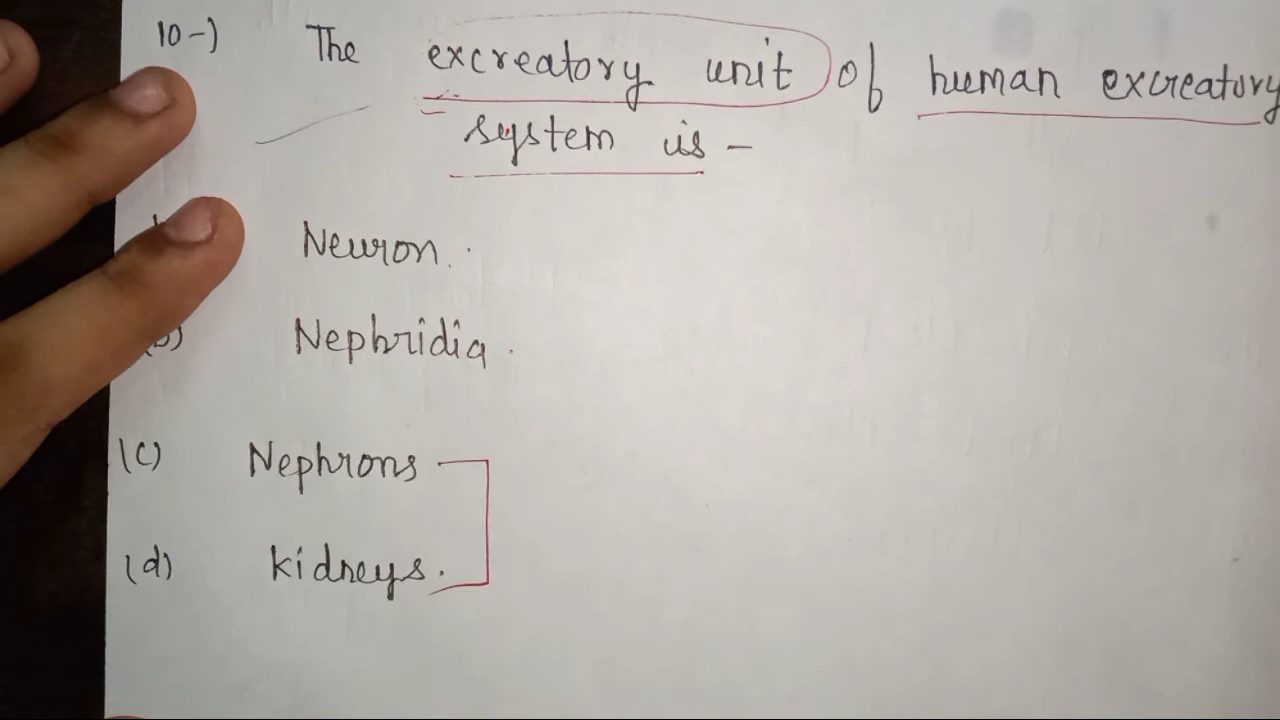 10-) The excreatory unit of human excreatory
system is -
Neuron.
Nephridia.
(c) Nephrons
(d) kidneys.